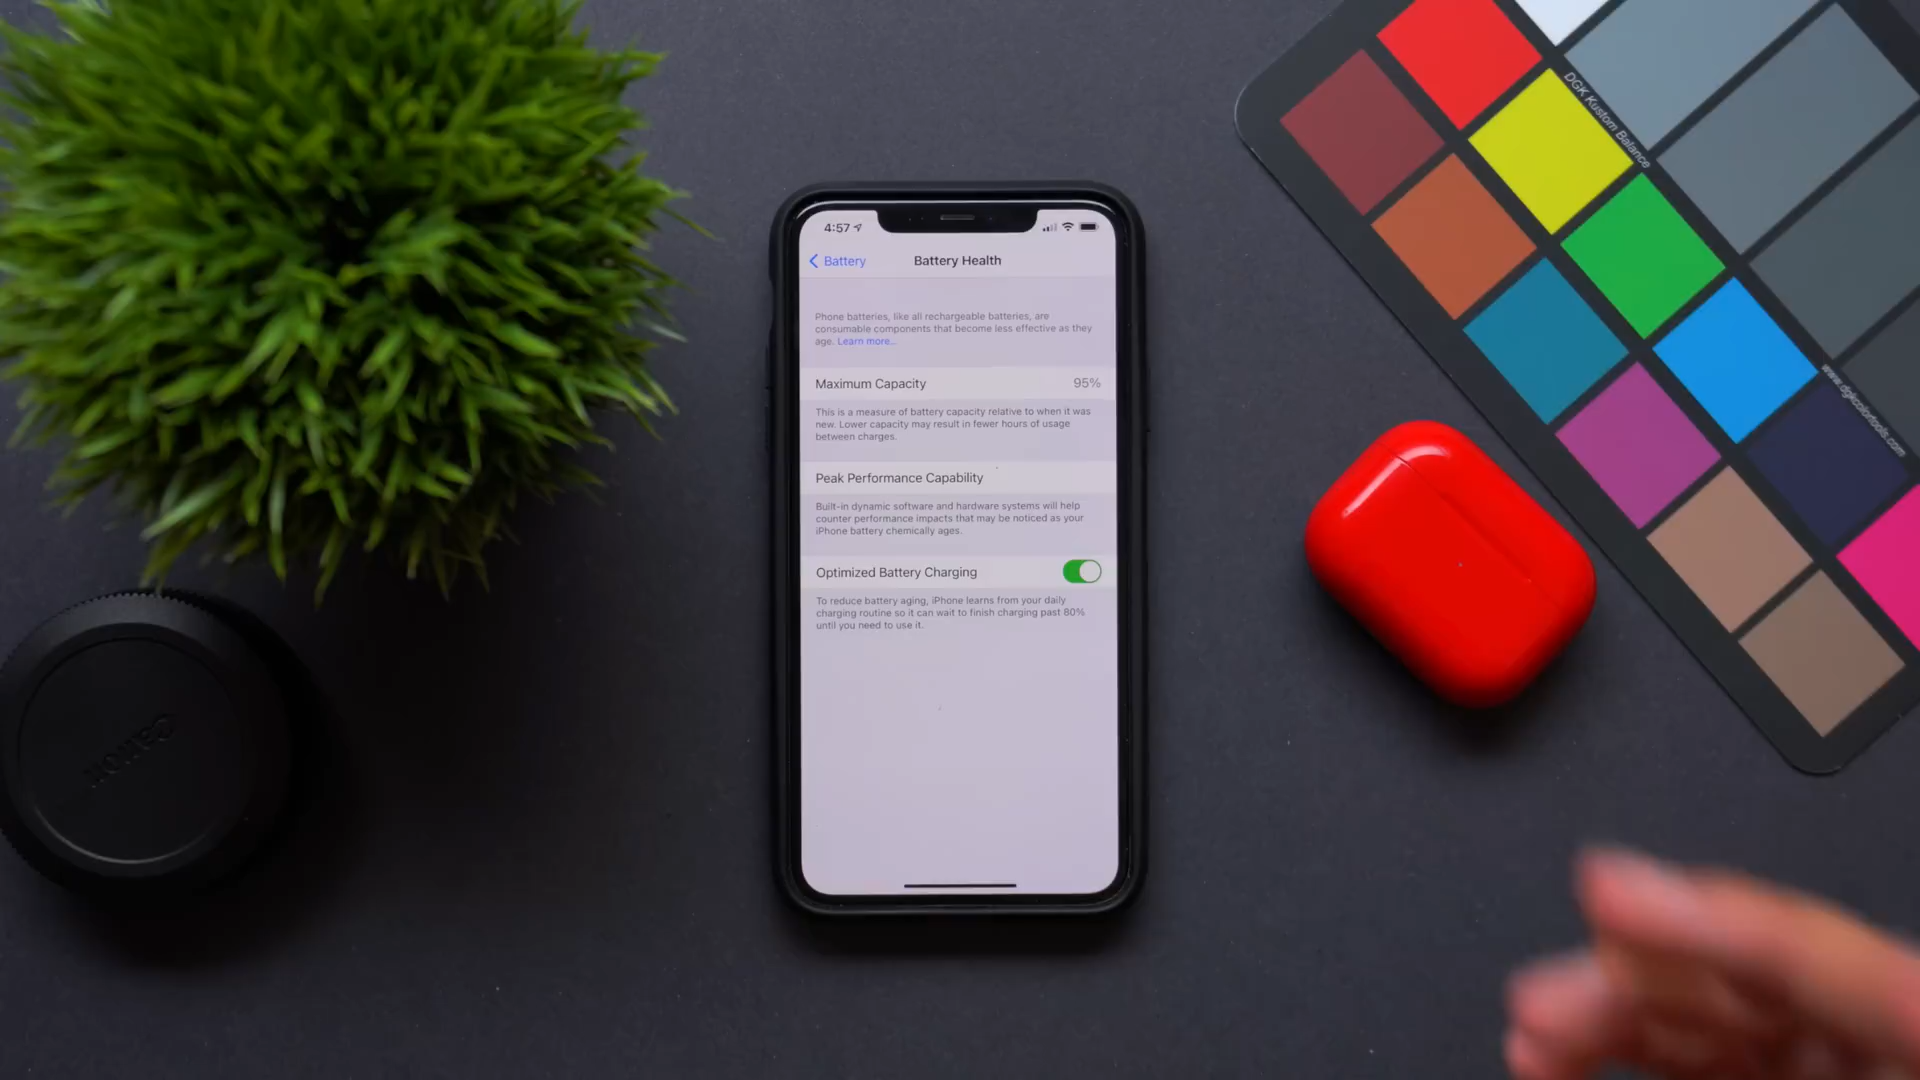 4:57
Battery
Battery Health
Phone batteries, like all rechargeable batteries, are
consumable components that become less effective as they
age. Learn more...
Maximum Capacity 95%
This is a measure of battery capacity relative to when it was
new. Lower capacity may result in fewer hours of usage
between charges.
Peak Performance Capability
Built-in dynamic software and hardware systems will help
counter performance impacts that may be noticed as your
iPhone battery chemically ages.
Optimized Battery Charging
To reduce battery aging, iPhone learns from your daily
charging routine so it can wait to finish charging past 80%
until you need to use it.
DGK Kustom Balance
www.dgkcolortools.com
Canon